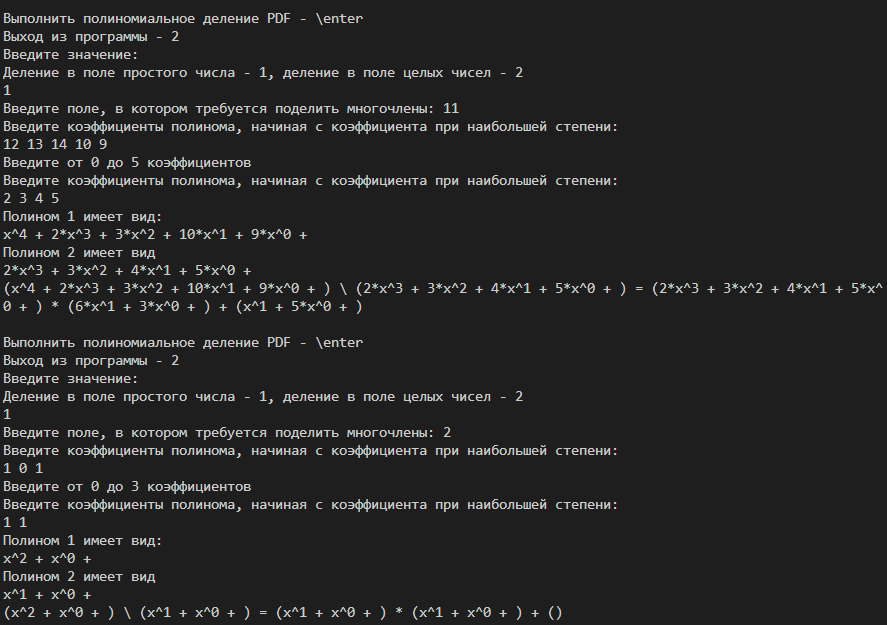 Выполнить полиномиальное деление PDF - \enter
Выход из программы - 2
Введите значение:
Деление в поле простого числа - 1, деление в поле целых чисел - 2
1
Введите поле, в котором требуется поделить многочлены: 11
Введите коэффициенты полинома, начиная с коэффициента при наибольшей степени:
12 13 14 10 9
Введите от 0 до 5 коэффициентов
Введите коэффициенты полинома, начиная с коэффициента при наибольшей степени:
2 3 4 5
Полином 1 имеет вид:
x^4 + 2*x^3 + 3*x^2 + 10*x^1 + 9*x^0 +
Полином 2 имеет вид
2*x^3 + 3*x^2 + 4*x^1 + 5*x^0 +
(x^4 + 2*x^3 + 3*x^2 + 10*x^1 + 9*x^0 + ) \ (2*x^3 + 3*x^2 + 4*x^1 + 5*x^0 + ) = (2*x^3 + 3*x^2 + 4*x^1 + 5*x^
0 + ) * (6*x^1 + 3*x^0 + ) + (x^1 + 5*x^0 + )
Выполнить полиномиальное деление PDF - \enter
Выход из программы - 2
Введите значение:
Деление в поле простого числа - 1, деление в поле целых чисел - 2
1
Введите поле, в котором требуется поделить многочлены: 2
Введите коэффициенты полинома, начиная с коэффициента при наибольшей степени:
1 0 1
Введите от 0 до 3 коэффициентов
Введите коэффициенты полинома, начиная с коэффициента при наибольшей степени:
1 1
Полином 1 имеет вид:
x^2 + x^0 +
Полином 2 имеет вид
x^1 + x^0 +
(x^2 + x^0 + ) \ (x^1 + x^0 + ) = (x^1 + x^0 + ) * (x^1 + x^0 + ) + ()